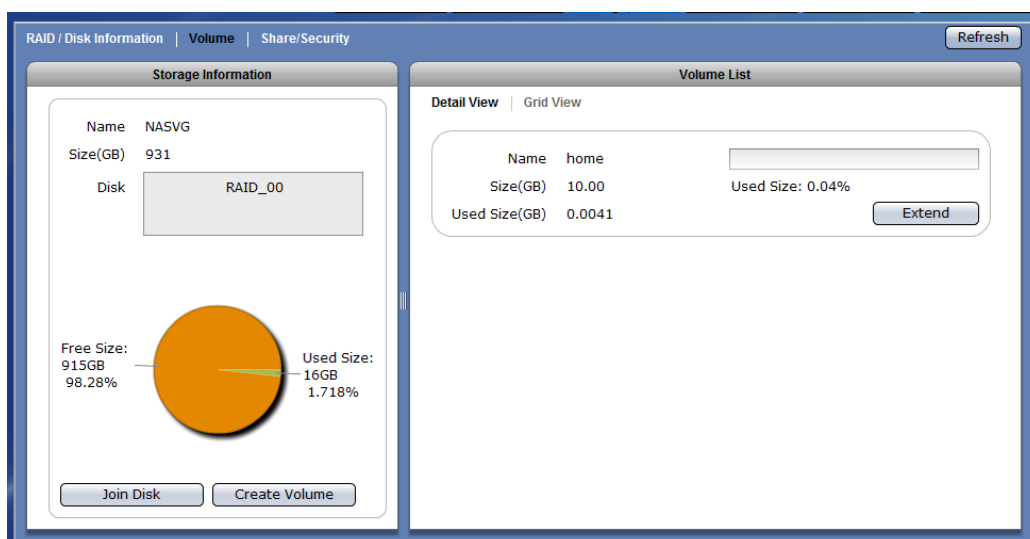 RAID / Disk Information | Volume | Share/Security
Refresh
Storage Information
Name NASVG
Size(GB) 931
Disk RAID_00
Free Size:
915GB
98.28%
Used Size:
16GB
1.718%
Join Disk
Create Volume
Volume List
Detail View | Grid View
Name home
Size(GB) 10.00 Used Size: 0.04%
Used Size(GB) 0.0041
Extend